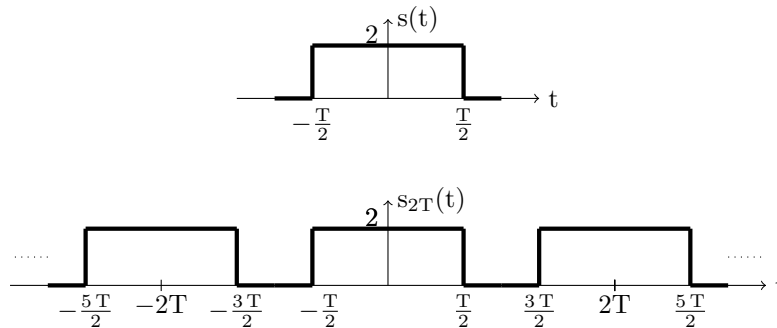 s(t)
2
t
−T/2
T/2
s2T(t)
2
......
......
−5T/2
−2T
−3T/2
−T/2
T/2
3T/2
2T
5T/2